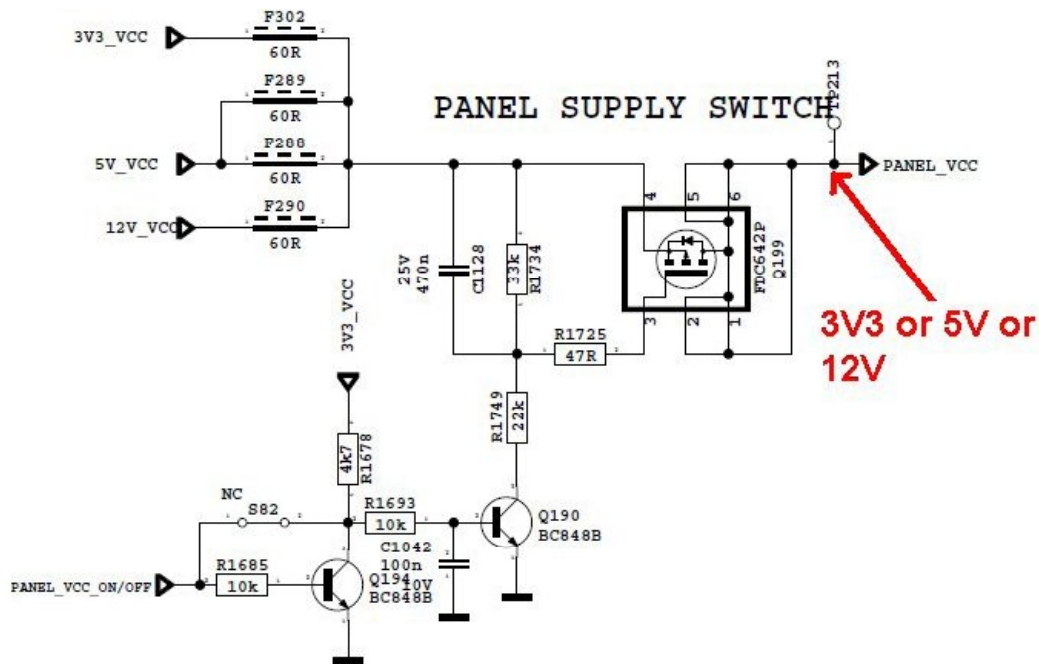 F302
3V3_VCC
60R
F289
60R
5V_VCC
F288
60R
12V_VCC
F290
60R
PANEL SUPPLY SWITCH
TP213
PANEL_VCC
3V3 or 5V or
12V
25V
470n
C1128
33k
R1734
4
5
6
3
2
1
FDC642P
Q199
R1725
47R
3V3_VCC
R1749
22k
4k7
R1678
NC
S82
R1693
10k
Q190
BC848B
C1042
100n
10V
R1685
10k
PANEL_VCC_ON/OFF
Q194
BC848B